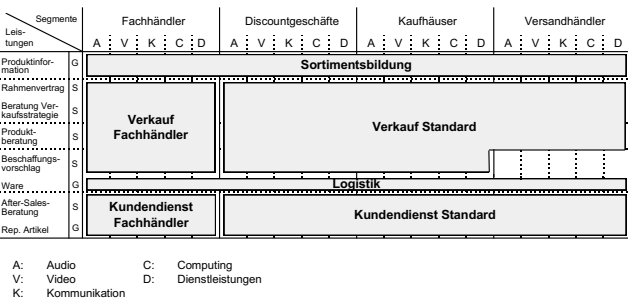 Segmente
Leis-
tungen
Fachhändler Discountgeschäfte Kaufhäuser Versandhändler
A V K C D A V K C D A V K C D A V K C D
Produktinfor-
mation G
Sortimentsbildung
Rahmenvertrag S
Beratung Ver-
kaufsstrategie S
Produkt-
beratung S
Beschaffungs-
vorschlag S
Verkauf
Fachhändler
Verkauf Standard
Ware G
Logistik
After-Sales-
Beratung S
Rep. Artikel G
Kundendienst
Fachhändler
Kundendienst Standard
A: Audio C: Computing
V: Video D: Dienstleistungen
K: Kommunikation